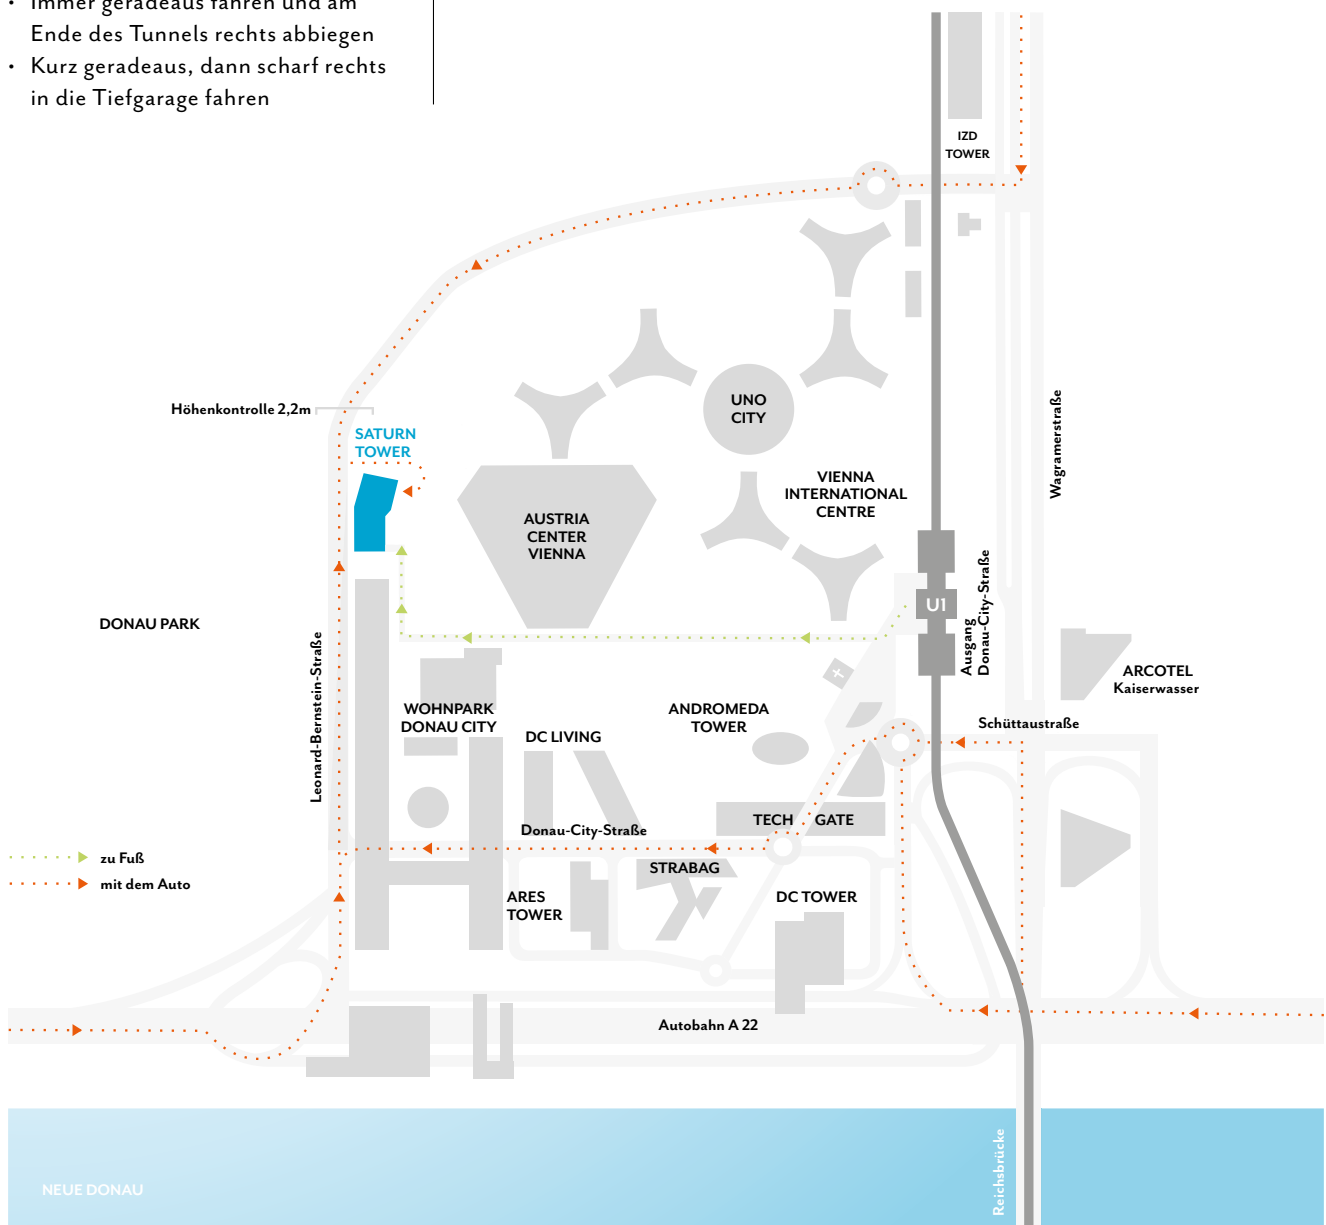 • Immer geradeaus fahren und am
Ende des Tunnels rechts abbiegen
• Kurz geradeaus, dann scharf rechts
in die Tiefgarage fahren
IZD
TOWER
Höhenkontrolle 2,2m
SATURN
TOWER
UNO
CITY
Wagramerstraße
VIENNA
INTERNATIONAL
CENTRE
AUSTRIA
CENTER
VIENNA
U1
Ausgang
Donau-City-Straße
DONAU PARK
Leonard-Bernstein-Straße
ARCOTEL
Kaiserwasser
WOHNPARK
DONAU CITY
DC LIVING
ANDROMEDA
TOWER
Schüttaustraße
TECH GATE
Donau-City-Straße
zu Fuß
mit dem Auto
STRABAG
ARES
TOWER
DC TOWER
Autobahn A 22
Reichsbrücke
NEUE DONAU